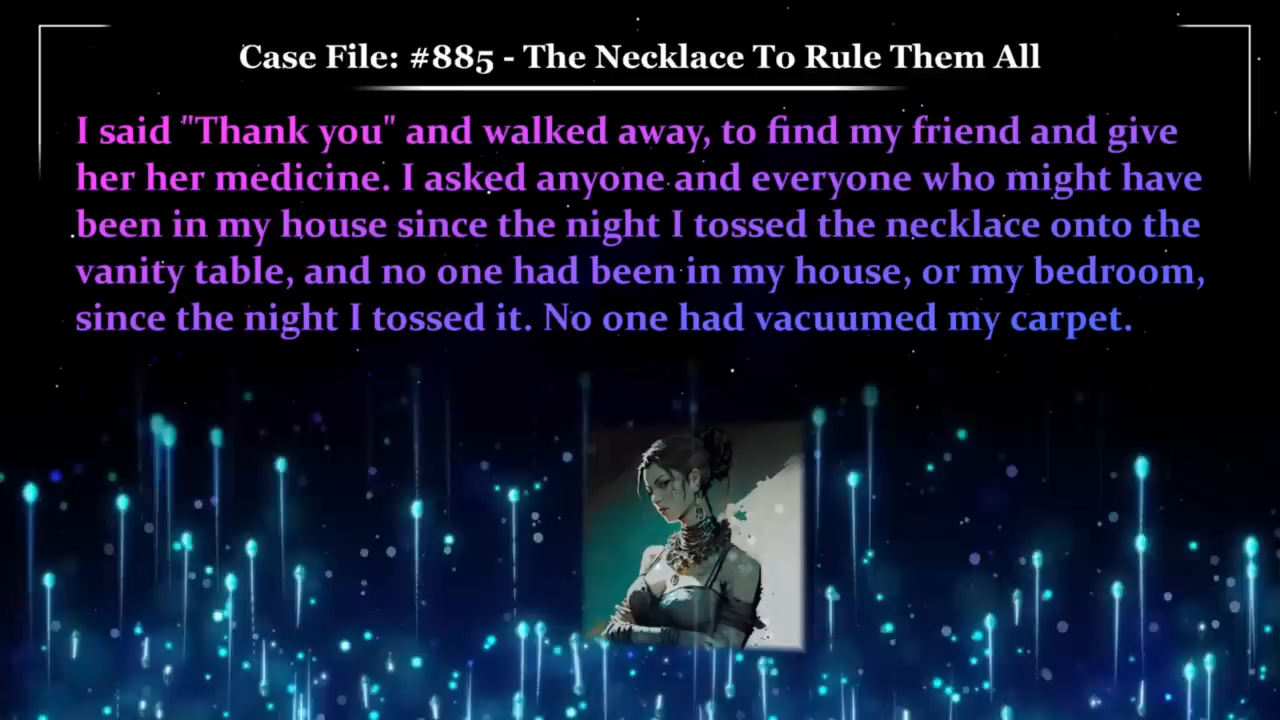 Case File: #885 - The Necklace To Rule Them All
I said "Thank you" and walked away, to find my friend and give
her her medicine. I asked anyone and everyone who might have
been in my house since the night I tossed the necklace onto the
vanity table, and no one had been in my house, or my bedroom,
since the night I tossed it. No one had vacuumed my carpet.